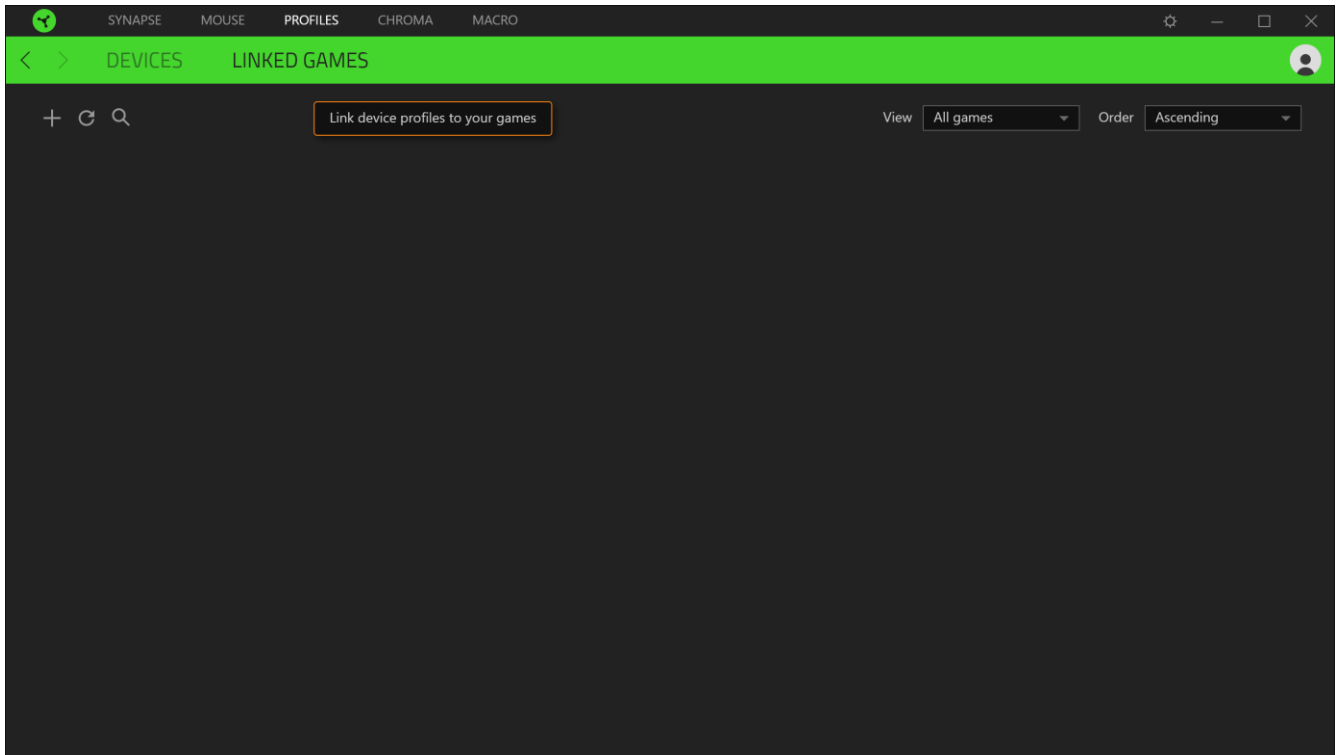 SYNAPSE MOUSE PROFILES CHROMA MACRO
DEVICES LINKED GAMES
Link device profiles to your games View All games Order Ascending